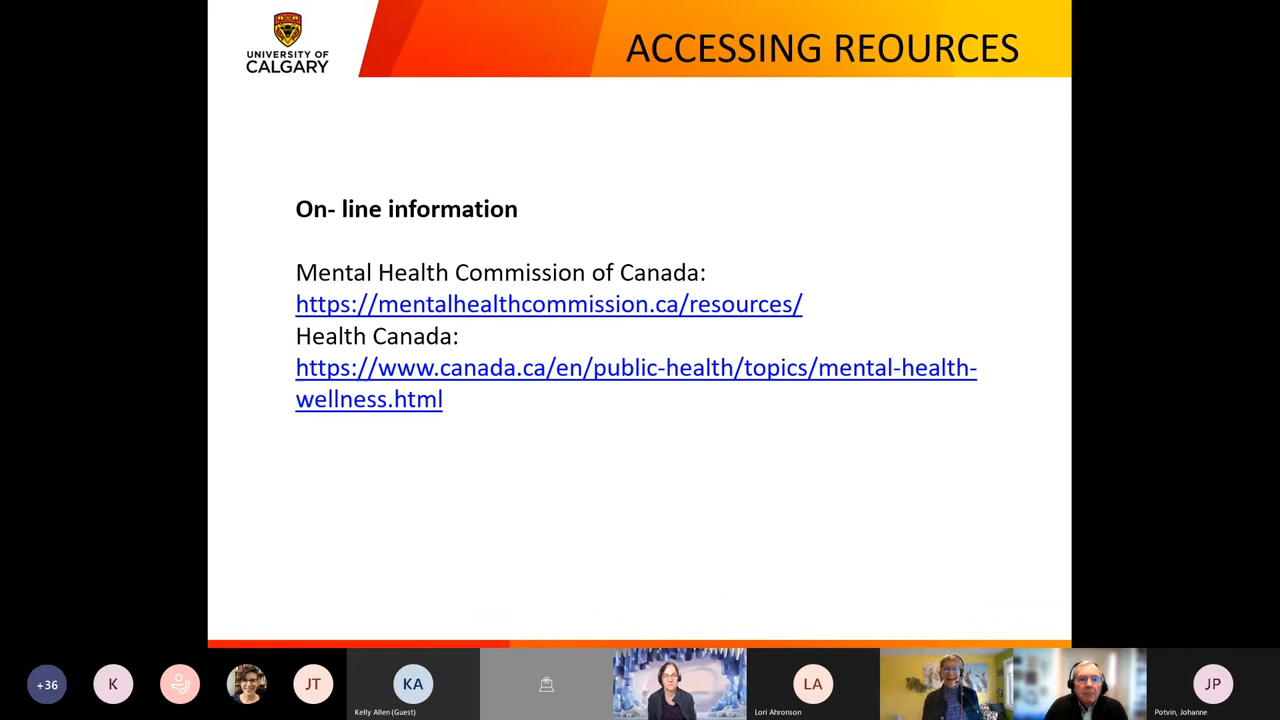 UNIVERSITY OF
CALGARY
ACCESSING REOURCES
On- line information
Mental Health Commission of Canada:
https://mentalhealthcommission.ca/resources/
Health Canada:
https://www.canada.ca/en/public-health/topics/mental-health-
wellness.html
+36
K
JT
KA
Kelly Allen (Guest)
LA
Lori Ahronson
JP
Potvin, Johanne